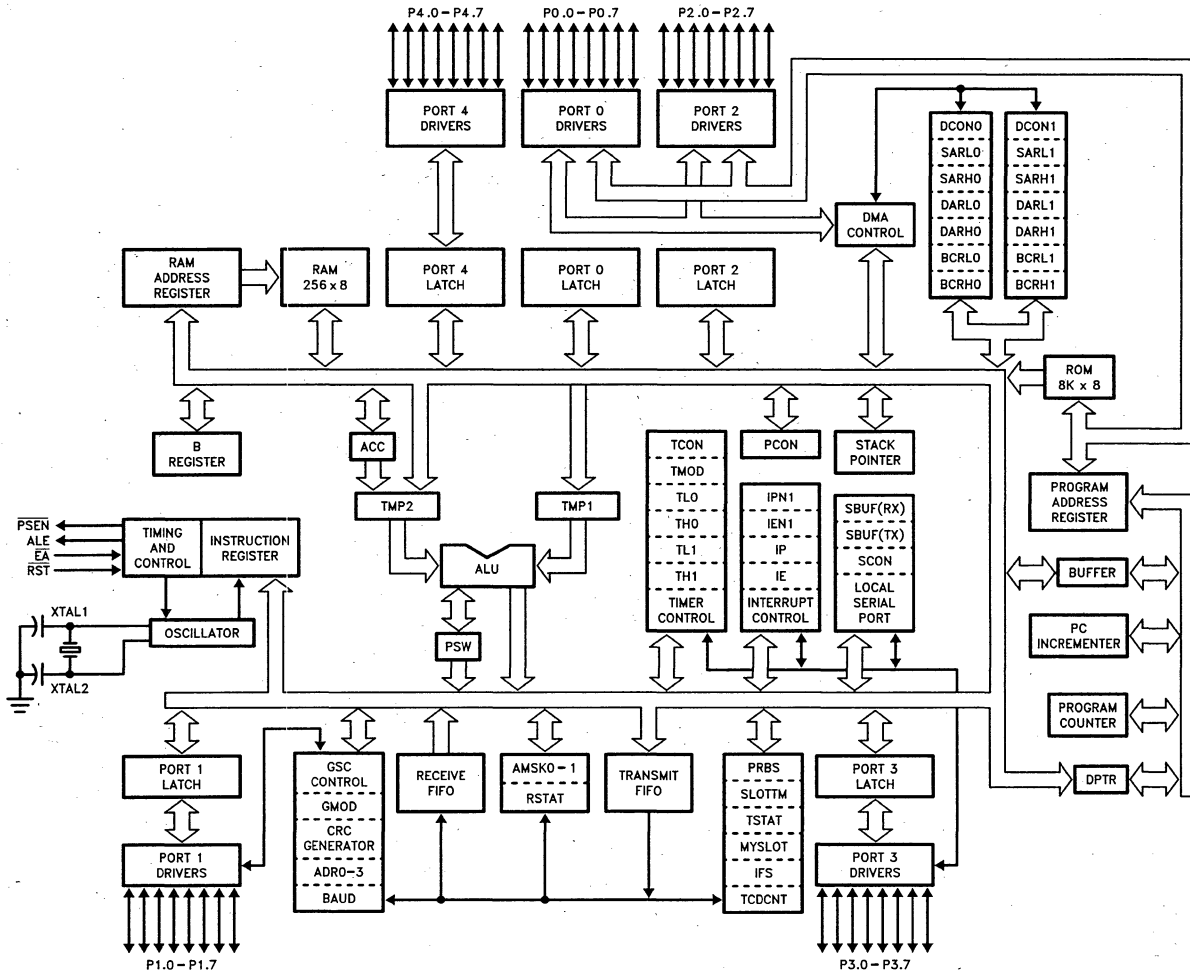 P4.0-P4.7
P0.0-P0.7
P2.0-P2.7
PORT 4
DRIVERS
PORT 0
DRIVERS
PORT 2
DRIVERS
DCON0
SARL0
SARH0
DARL0
DARH0
BCRL0
BCRH0
DCON1
SARL1
SARH1
DARL1
DARH1
BCRL1
BCRH1
DMA
CONTROL
RAM
ADDRESS
REGISTER
RAM
256 x 8
PORT 4
LATCH
PORT 0
LATCH
PORT 2
LATCH
ROM
8K x 8
B
REGISTER
ACC
TMP2
TMP1
ALU
PSW
TCON
TMOD
TL0
TH0
TL1
TH1
TIMER
CONTROL
PCON
IPN1
IEN1
IP
IE
INTERRUPT
CONTROL
STACK
POINTER
SBUF(RX)
SBUF(TX)
SCON
LOCAL
SERIAL
PORT
PROGRAM
ADDRESS
REGISTER
BUFFER
PC
INCREMENTER
PROGRAM
COUNTER
DPTR
PSEN
ALE
EA
RST
TIMING
AND
CONTROL
INSTRUCTION
REGISTER
XTAL1
OSCILLATOR
XTAL2
PORT 1
LATCH
PORT 1
DRIVERS
P1.0-P1.7
GSC
CONTROL
GMOD
CRC
GENERATOR
ADR0-3
BAUD
RECEIVE
FIFO
AMSK0-1
RSTAT
TRANSMIT
FIFO
PRBS
SLOTTM
TSTAT
MYSLOT
IFS
TCDCNT
PORT 3
LATCH
PORT 3
DRIVERS
P3.0-P3.7